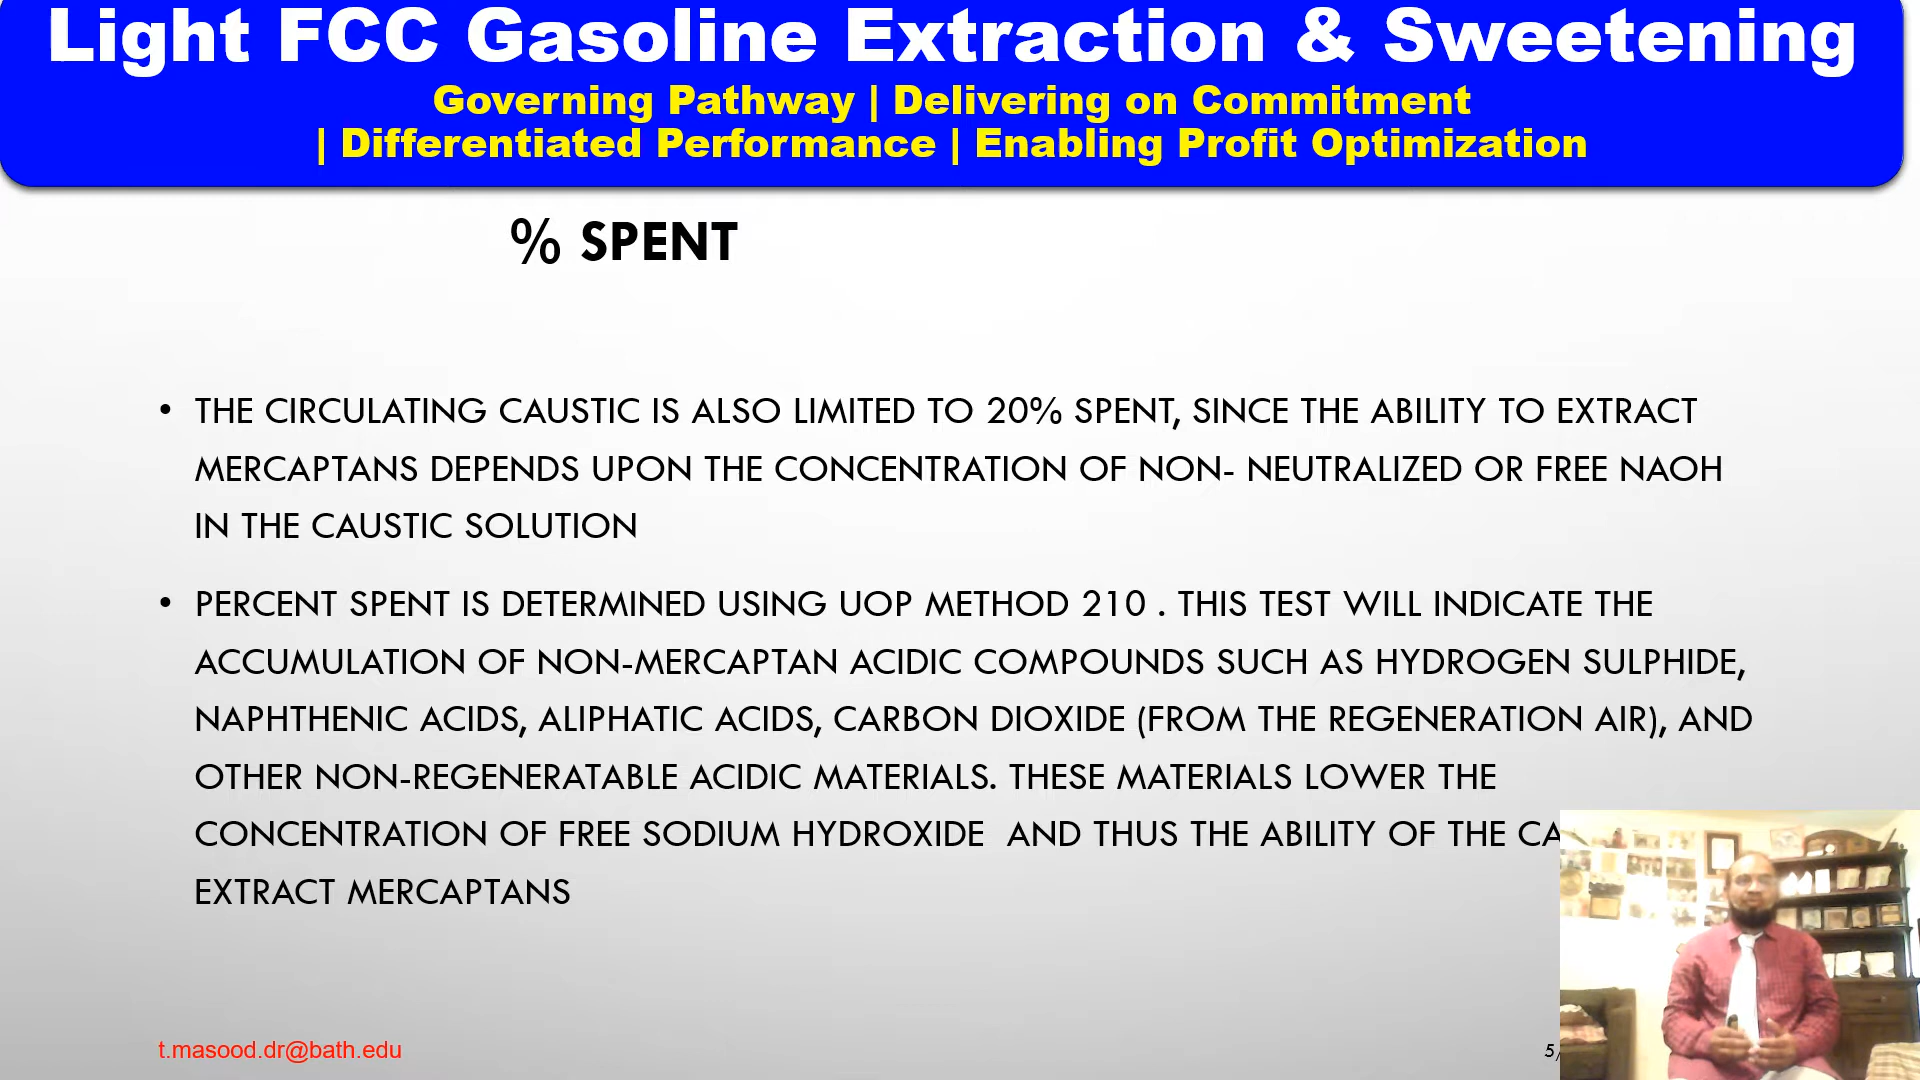 Light FCC Gasoline Extraction & Sweetening
Governing Pathway | Delivering on Commitment
| Differentiated Performance | Enabling Profit Optimization
% SPENT
• THE CIRCULATING CAUSTIC IS ALSO LIMITED TO 20% SPENT, SINCE THE ABILITY TO EXTRACT
MERCAPTANS DEPENDS UPON THE CONCENTRATION OF NON- NEUTRALIZED OR FREE NAOH
IN THE CAUSTIC SOLUTION
• PERCENT SPENT IS DETERMINED USING UOP METHOD 210 . THIS TEST WILL INDICATE THE
ACCUMULATION OF NON-MERCAPTAN ACIDIC COMPOUNDS SUCH AS HYDROGEN SULPHIDE,
NAPHTHENIC ACIDS, ALIPHATIC ACIDS, CARBON DIOXIDE (FROM THE REGENERATION AIR), AND
OTHER NON-REGENERATABLE ACIDIC MATERIALS. THESE MATERIALS LOWER THE
CONCENTRATION OF FREE SODIUM HYDROXIDE  AND THUS THE ABILITY OF THE CA
EXTRACT MERCAPTANS
t.masood.dr@bath.edu
5/